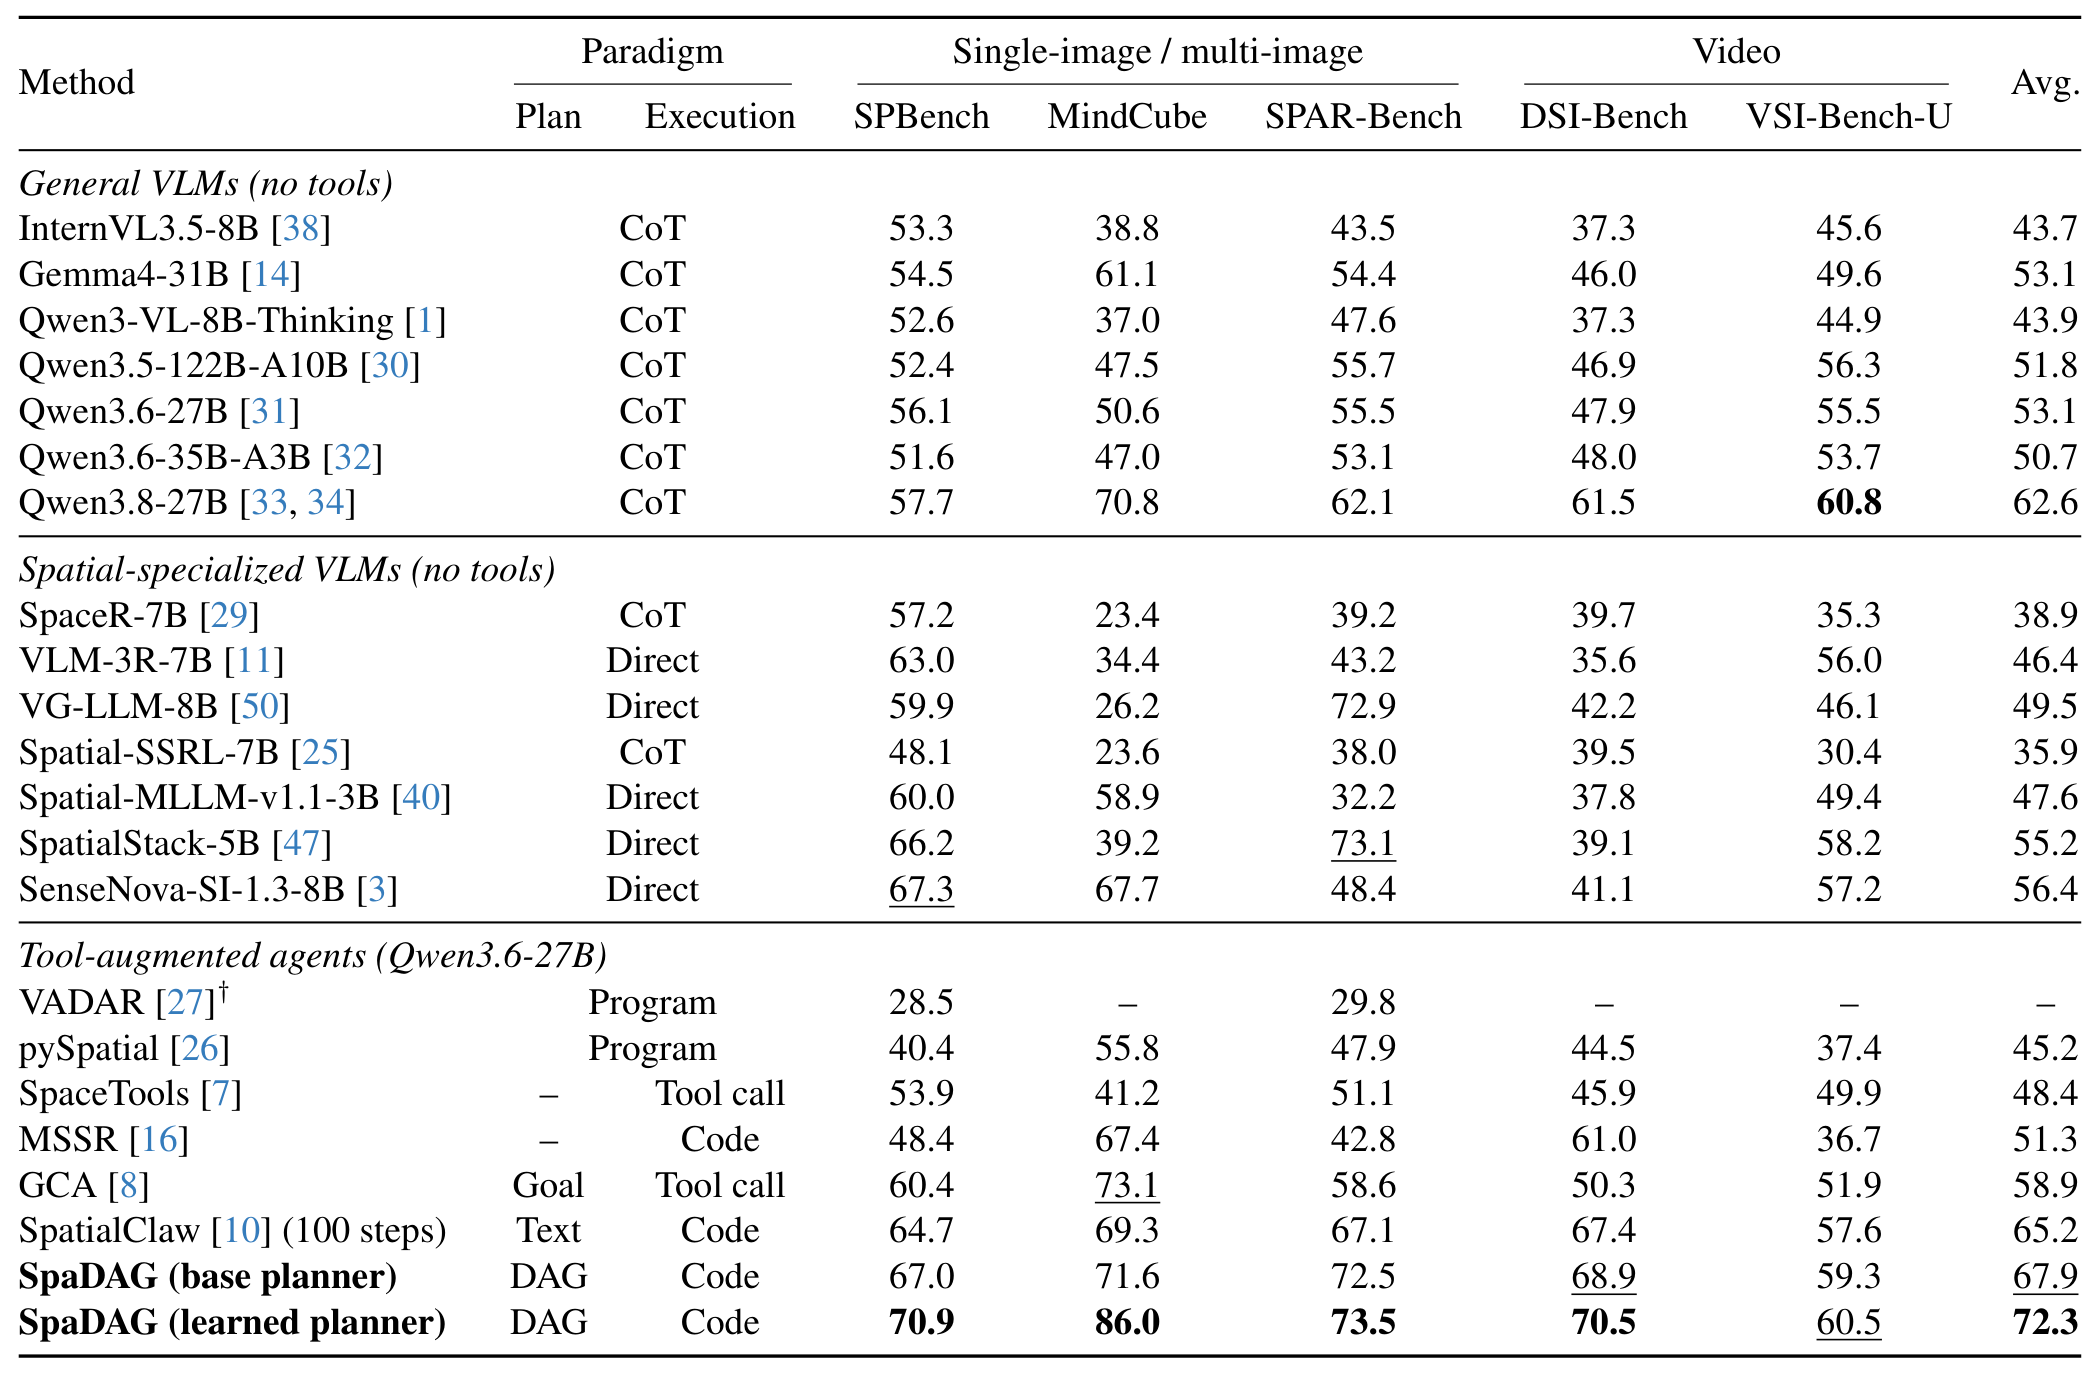 Paradigm Single-image / multi-image Video
Method Avg.
Plan Execution SPBench MindCube SPAR-Bench DSI-Bench VSI-Bench-U
General VLMs (no tools)
InternVL3.5-8B [38] CoT 53.3 38.8 43.5 37.3 45.6 43.7
Gemma4-31B [14] CoT 54.5 61.1 54.4 46.0 49.6 53.1
Qwen3-VL-8B-Thinking [1] CoT 52.6 37.0 47.6 37.3 44.9 43.9
Qwen3.5-122B-A10B [30] CoT 52.4 47.5 55.7 46.9 56.3 51.8
Qwen3.6-27B [31] CoT 56.1 50.6 55.5 47.9 55.5 53.1
Qwen3.6-35B-A3B [32] CoT 51.6 47.0 53.1 48.0 53.7 50.7
Qwen3.8-27B [33, 34] CoT 57.7 70.8 62.1 61.5 60.8 62.6
Spatial-specialized VLMs (no tools)
SpaceR-7B [29] CoT 57.2 23.4 39.2 39.7 35.3 38.9
VLM-3R-7B [11] Direct 63.0 34.4 43.2 35.6 56.0 46.4
VG-LLM-8B [50] Direct 59.9 26.2 72.9 42.2 46.1 49.5
Spatial-SSRL-7B [25] CoT 48.1 23.6 38.0 39.5 30.4 35.9
Spatial-MLLM-v1.1-3B [40] Direct 60.0 58.9 32.2 37.8 49.4 47.6
SpatialStack-5B [47] Direct 66.2 39.2 73.1 39.1 58.2 55.2
SenseNova-SI-1.3-8B [3] Direct 67.3 67.7 48.4 41.1 57.2 56.4
Tool-augmented agents (Qwen3.6-27B)
VADAR [27]† Program 28.5 – 29.8 – – –
pySpatial [26] Program 40.4 55.8 47.9 44.5 37.4 45.2
SpaceTools [7] – Tool call 53.9 41.2 51.1 45.9 49.9 48.4
MSSR [16] – Code 48.4 67.4 42.8 61.0 36.7 51.3
GCA [8] Goal Tool call 60.4 73.1 58.6 50.3 51.9 58.9
SpatialClaw [10] (100 steps) Text Code 64.7 69.3 67.1 67.4 57.6 65.2
SpaDAG (base planner) DAG Code 67.0 71.6 72.5 68.9 59.3 67.9
SpaDAG (learned planner) DAG Code 70.9 86.0 73.5 70.5 60.5 72.3